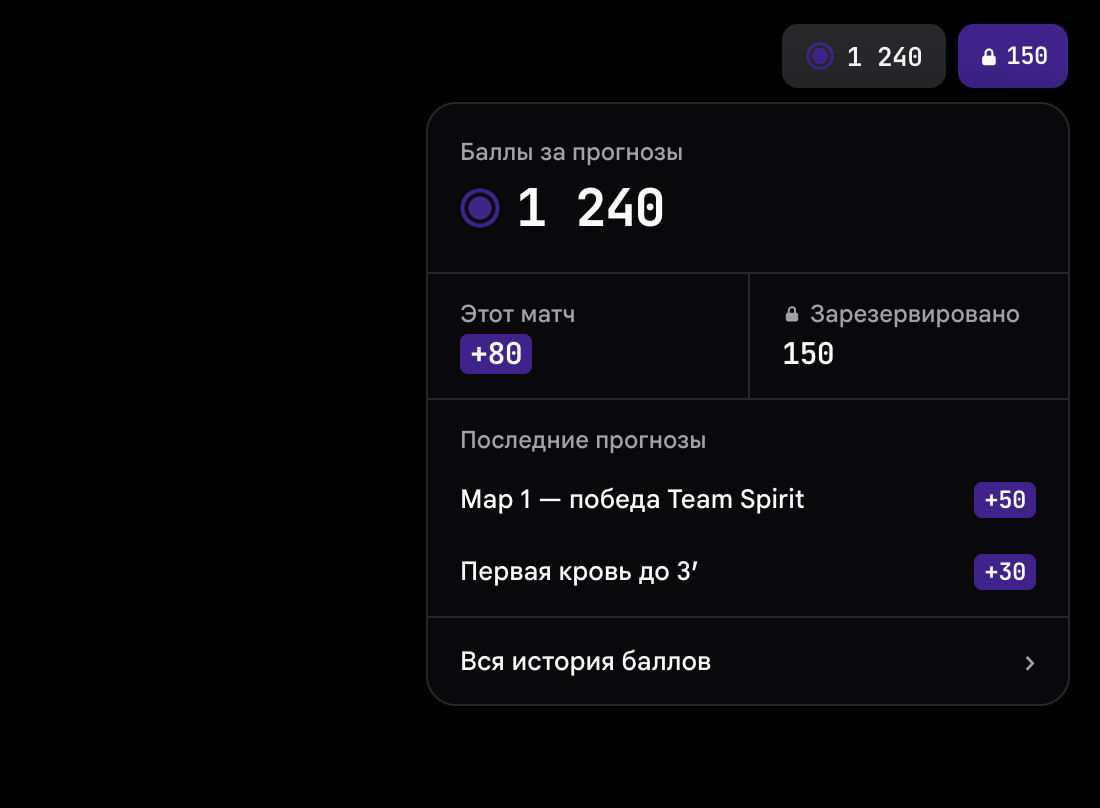 1 240
150
Баллы за прогнозы
1 240
Этот матч
Зарезервировано
+80
150
Последние прогнозы
Мар 1 — победа Team Spirit
+50
Первая кровь до 3′
+30
Вся история баллов